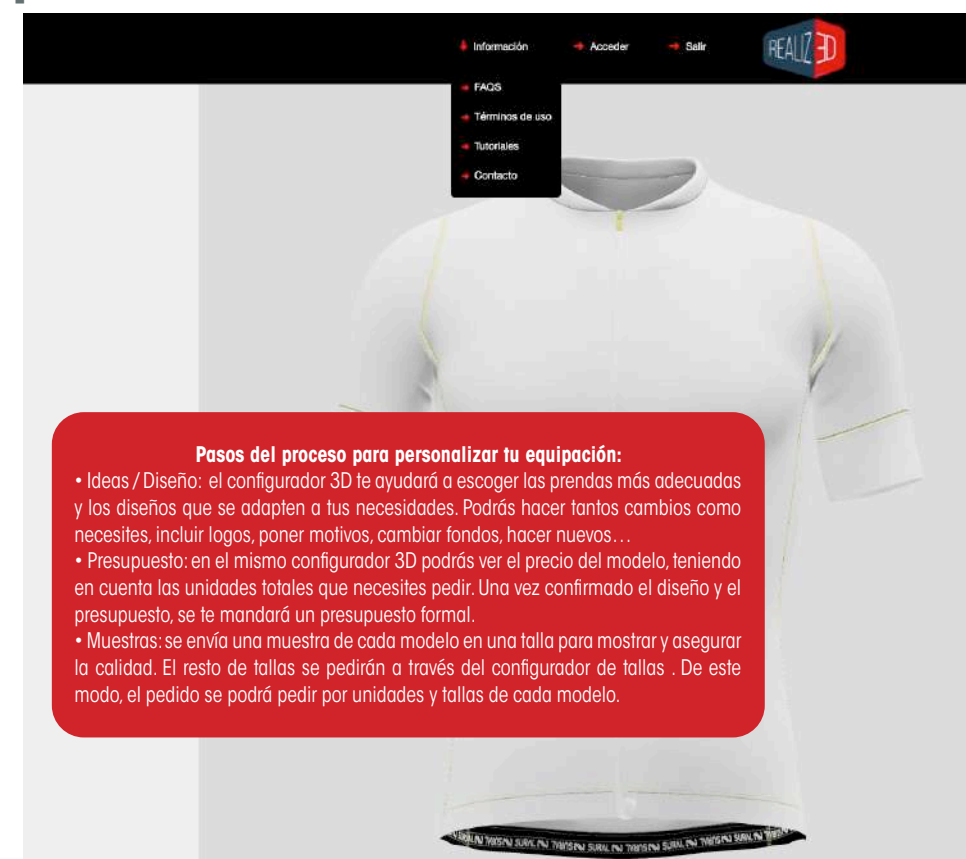 Información
Acceder
Salir
REALIZ3D
FAQS
Términos de uso
Tutoriales
Contacto
Pasos del proceso para personalizar tu equipación:
• Ideas / Diseño: el configurador 3D te ayudará a escoger las prendas más adecuadas
y los diseños que se adapten a tus necesidades. Podrás hacer tantos cambios como
necesites, incluir logos, poner motivos, cambiar fondos, hacer nuevos…
• Presupuesto: en el mismo configurador 3D podrás ver el precio del modelo, teniendo
en cuenta las unidades totales que necesites pedir. Una vez confirmado el diseño y el
presupuesto, se te mandará un presupuesto formal.
• Muestras: se envía una muestra de cada modelo en una talla para mostrar y asegurar
la calidad. El resto de tallas se pedirán a través del configurador de tallas . De este
modo, el pedido se podrá pedir por unidades y tallas de cada modelo.